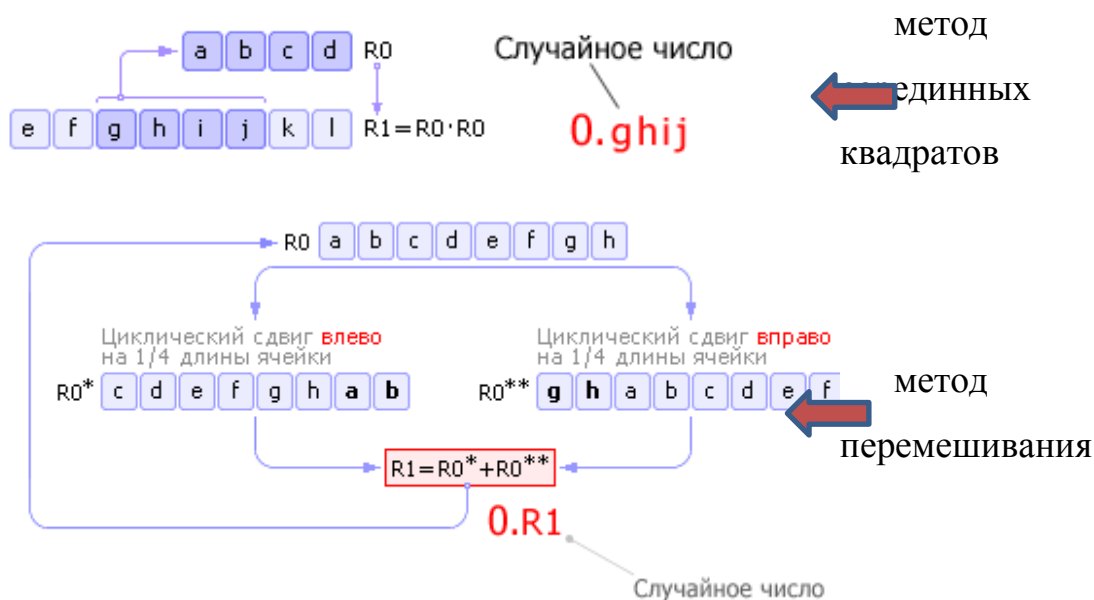 метод
a b c d R0
Случайное число
e f g h i j k l R1=R0·R0
0.ghij
квадратов
R0 a b c d e f g h
Циклический сдвиг влево
на 1/4 длины ячейки
Циклический сдвиг вправо
на 1/4 длины ячейки
R0* c d e f g h a b
R0** g h a b c d e f
метод
перемешивания
R1=R0*+R0**
0.R1
Случайное число